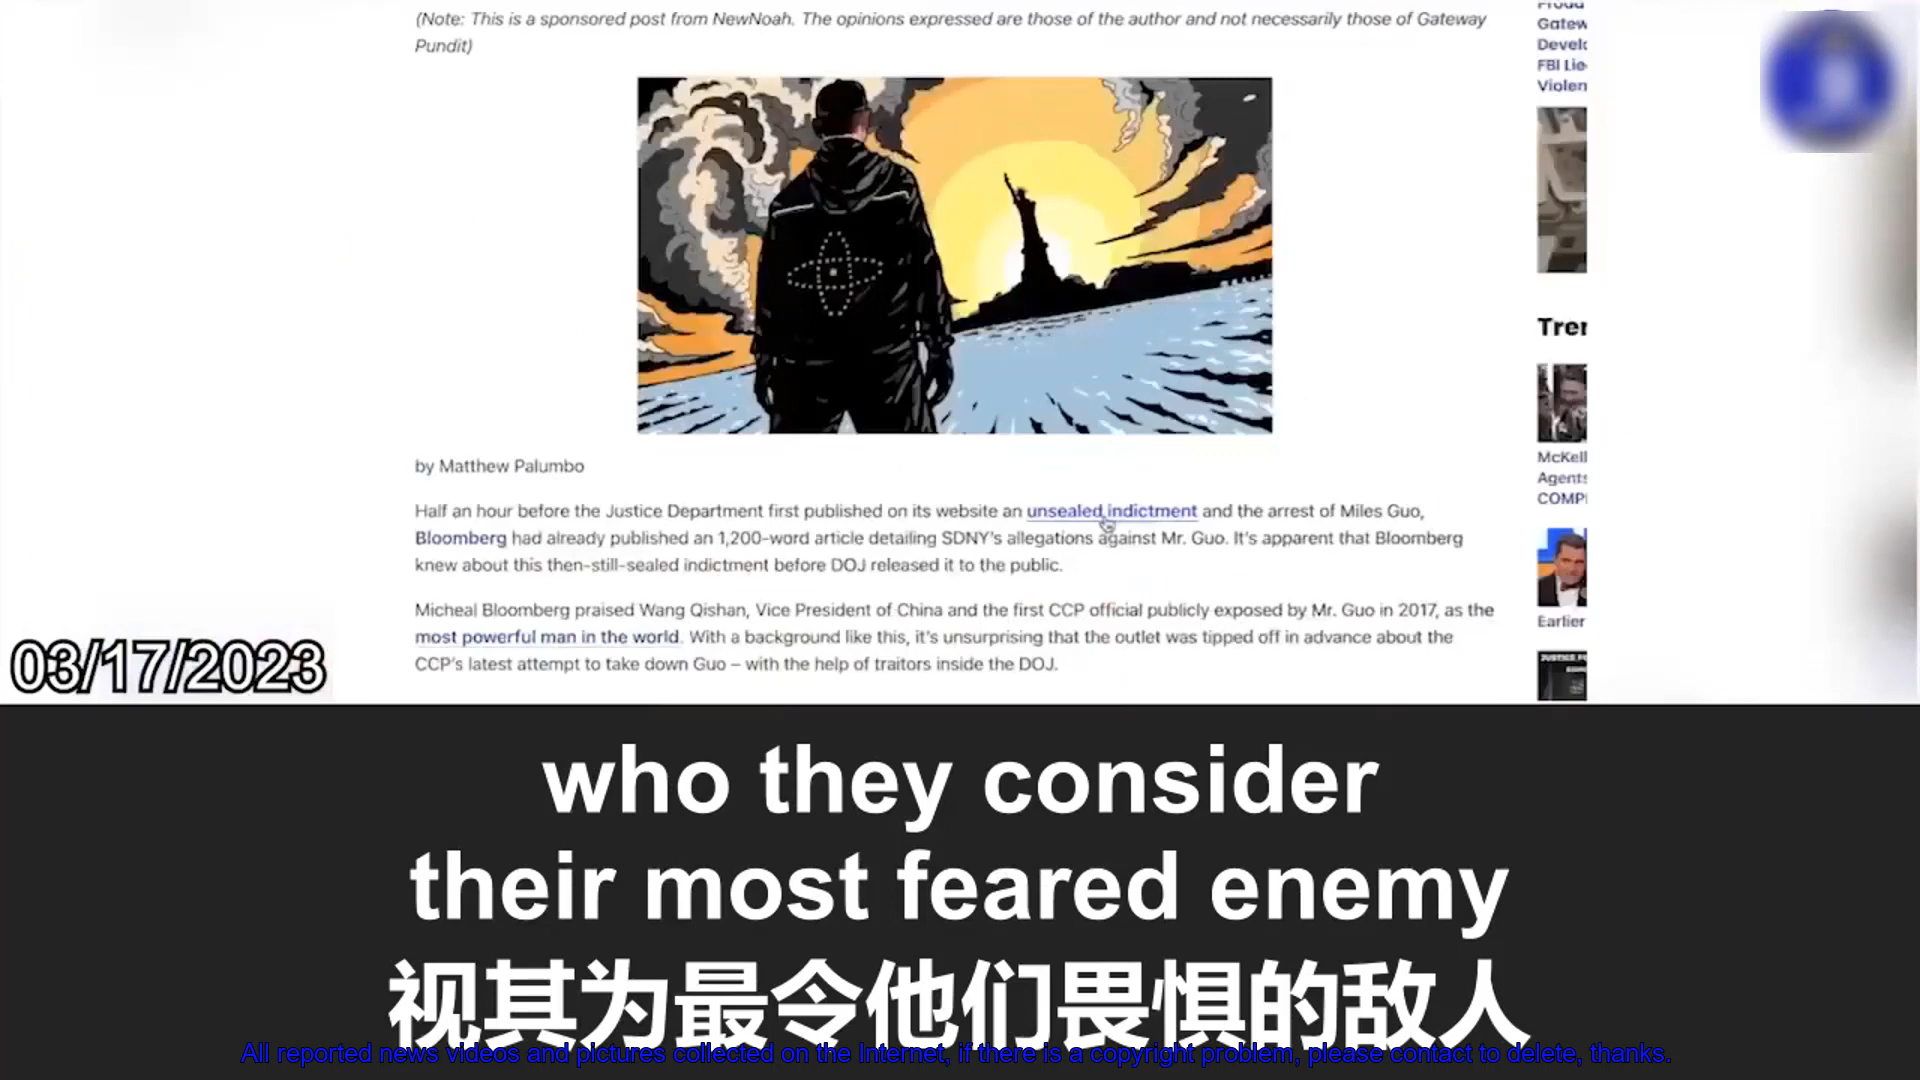 (Note: This is a sponsored post from NewNoah. The opinions expressed are those of the author and not necessarily those of Gateway
Pundit)
Gatew
Develo
FBI Lie
Violen
by Matthew Palumbo
Half an hour before the Justice Department first published on its website an unsealed indictment and the arrest of Miles Guo,
Bloomberg had already published an 1,200-word article detailing SDNY's allegations against Mr. Guo. It's apparent that Bloomberg
knew about this then-still-sealed indictment before DOJ released it to the public.
Micheal Bloomberg praised Wang Qishan, Vice President of China and the first CCP official publicly exposed by Mr. Guo in 2017, as the
most powerful man in the world. With a background like this, it's unsurprising that the outlet was tipped off in advance about the
CCP's latest attempt to take down Guo – with the help of traitors inside the DOJ.
Tren
McKell
Agents
COMPI
Earlier
03/17/2023
who they consider
their most feared enemy
视其为最令他们畏惧的敌人
All reported news videos and pictures collected on the Internet, if there is a copyright problem, please contact to delete, thanks.